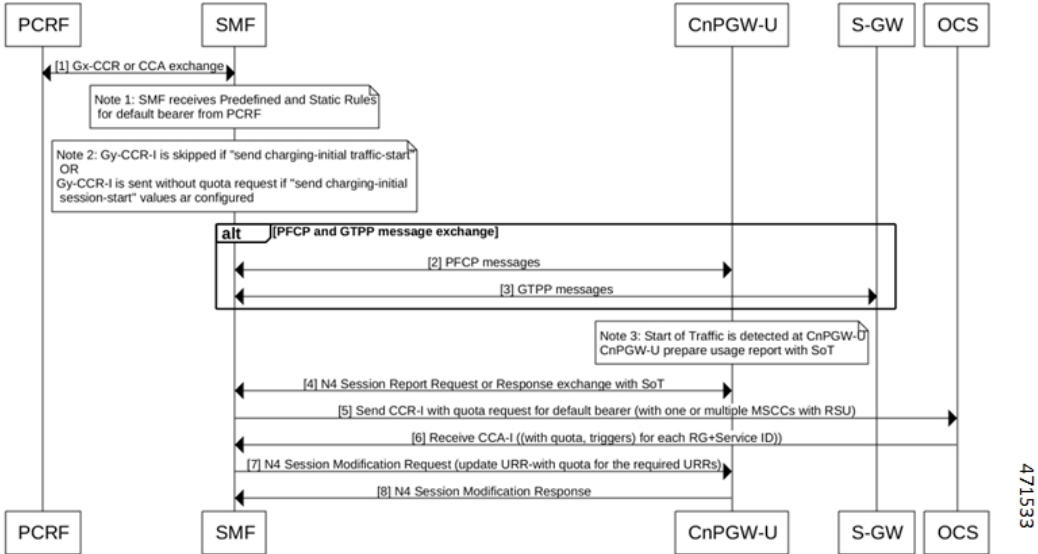 PCRF
SMF
CnPGW-U
S-GW
OCS
[1] Gx-CCR or CCA exchange
Note 1: SMF receives Predefined and Static Rules
for default bearer from PCRF
Note 2: Gy-CCR-I is skipped if "send charging-initial traffic-start"
OR
Gy-CCR-I is sent without quota request if "send charging-initial
session-start" values ar configured
alt
[PFCP and GTPP message exchange]
[2] PFCP messages
[3] GTPP messages
Note 3: Start of Traffic is detected at CnPGW-U
CnPGW-U prepare usage report with SoT
[4] N4 Session Report Request or Response exchange with SoT
[5] Send CCR-I with quota request for default bearer (with one or multiple MSCCs with RSU)
[6] Receive CCA-I ((with quota, triggers) for each RG+Service ID))
[7] N4 Session Modification Request (update URR-with quota for the required URRs)
[8] N4 Session Modification Response
PCRF
SMF
CnPGW-U
S-GW
OCS
471533